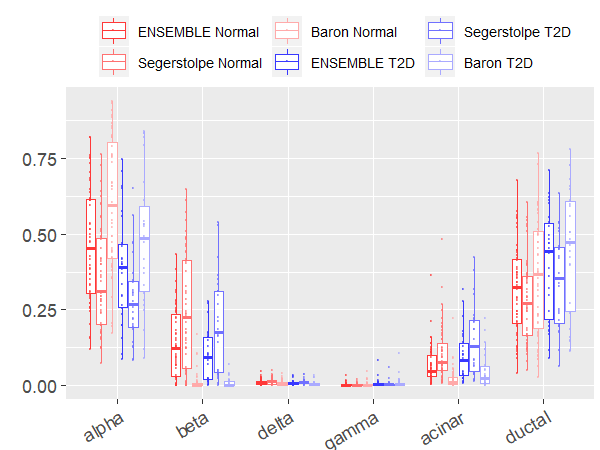 ENSEMBLE Normal Baron Normal Segerstolpe T2D
Segerstolpe Normal ENSEMBLE T2D Baron T2D
0.75
0.50
0.25
0.00
alpha beta delta gamma acinar ductal